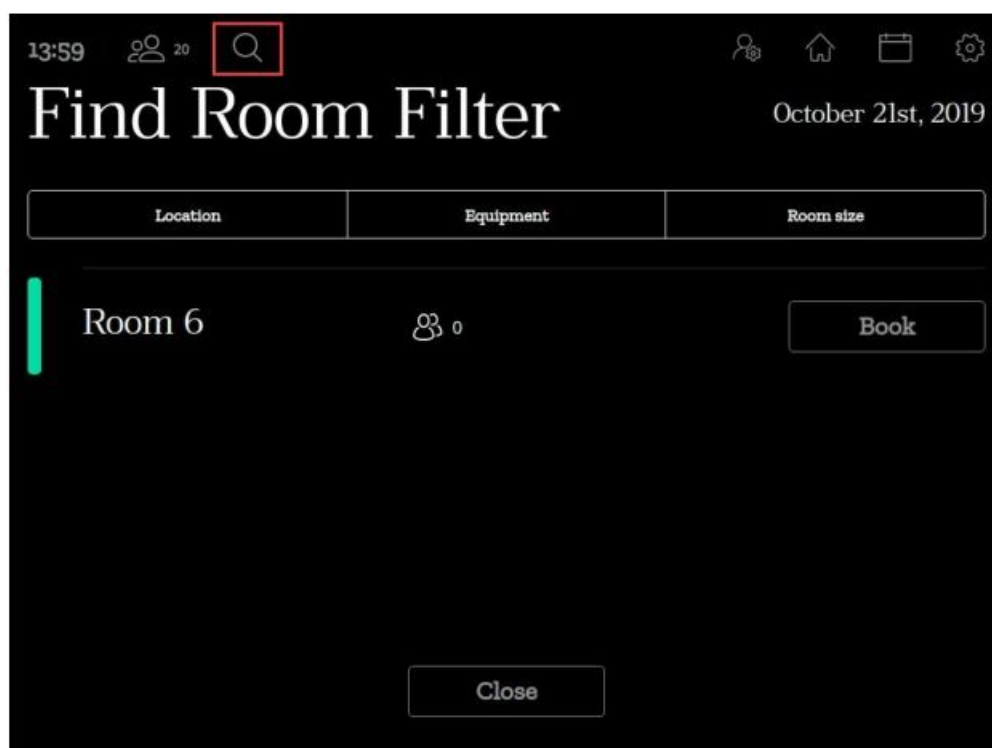 13:59 20
Find Room Filter
October 21st, 2019
Location Equipment Room size
Room 6 0 Book
Close